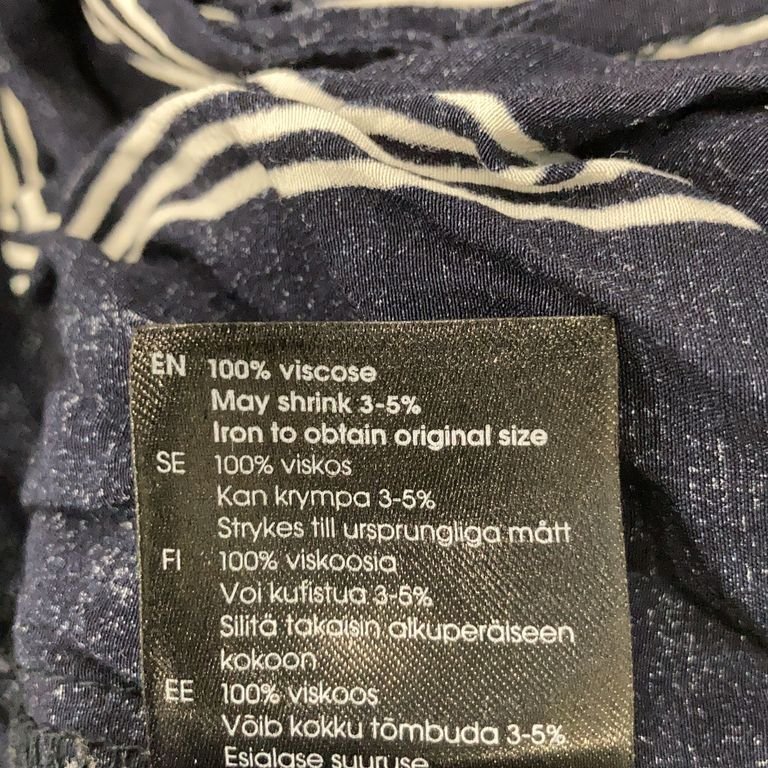 EN 100% viscose
May shrink 3-5%
Iron to obtain original size
SE 100% viskos
Kan krympa 3-5%
Strykes till ursprungliga mått
FI 100% viskoosia
Voi kutistua 3-5%
Silitä takaisin alkuperäiseen
kokoon
EE 100% viskoos
Võib kokku tõmbuda 3-5%
Esialgse suuruse